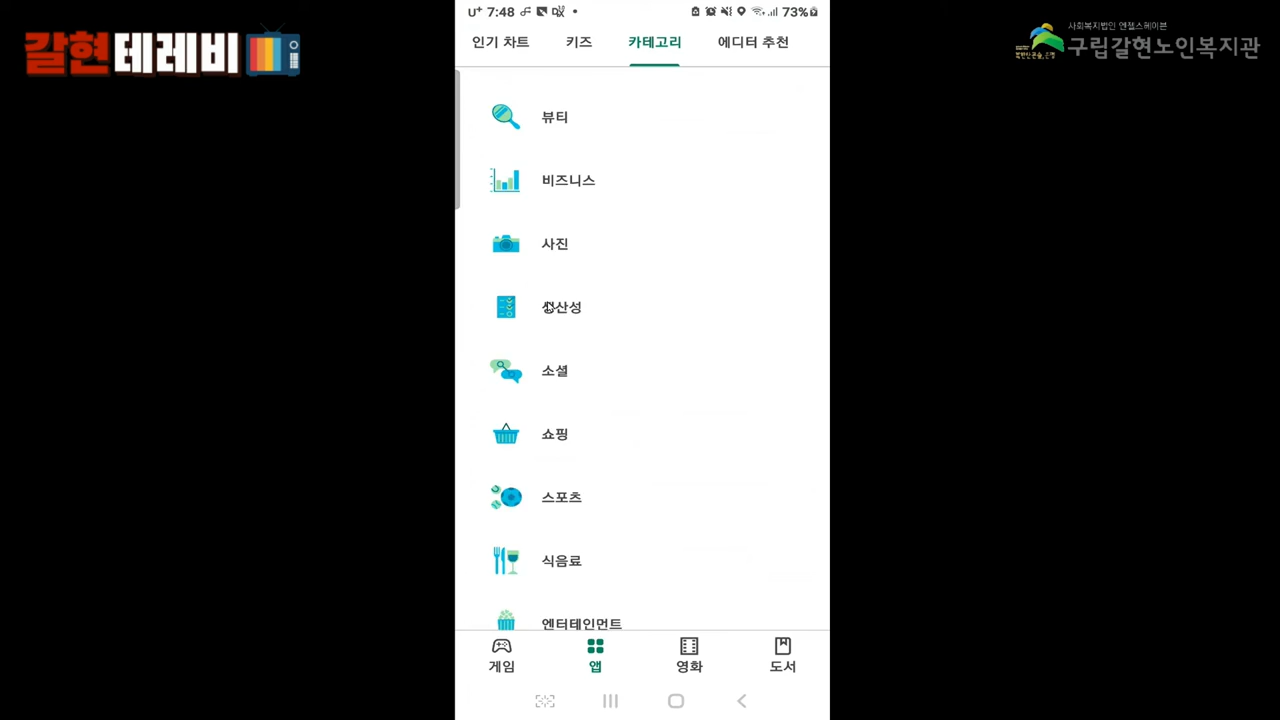 갈현테레비
사회복지법인 엔젤스헤이븐
구립갈현노인복지관
U+ 7:48
73%
인기 차트 키즈 카테고리 에디터 추천
뷰티
비즈니스
사진
생산성
소셜
쇼핑
스포츠
식음료
엔터테인먼트
게임 앱 영화 도서